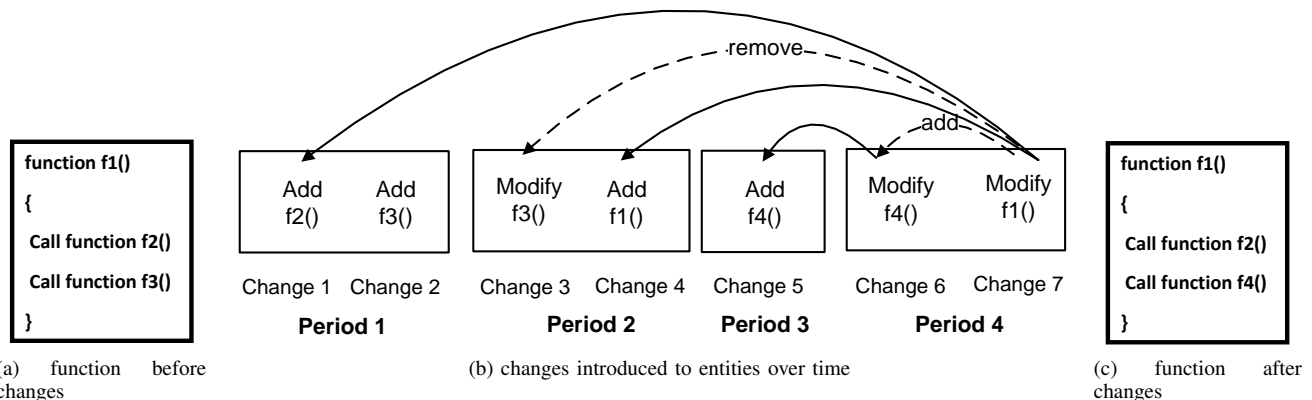 remove
add
function f1()
{
Call function f2()
Call function f3()
}
Add
f2()
Add
f3()
Modify
f3()
Add
f1()
Add
f4()
Modify
f4()
Modify
f1()
Change 1
Change 2
Change 3
Change 4
Change 5
Change 6
Change 7
Period 1
Period 2
Period 3
Period 4
function f1()
{
Call function f2()
Call function f4()
}
(a) function before
changes
(b) changes introduced to entities over time
(c) function after
changes